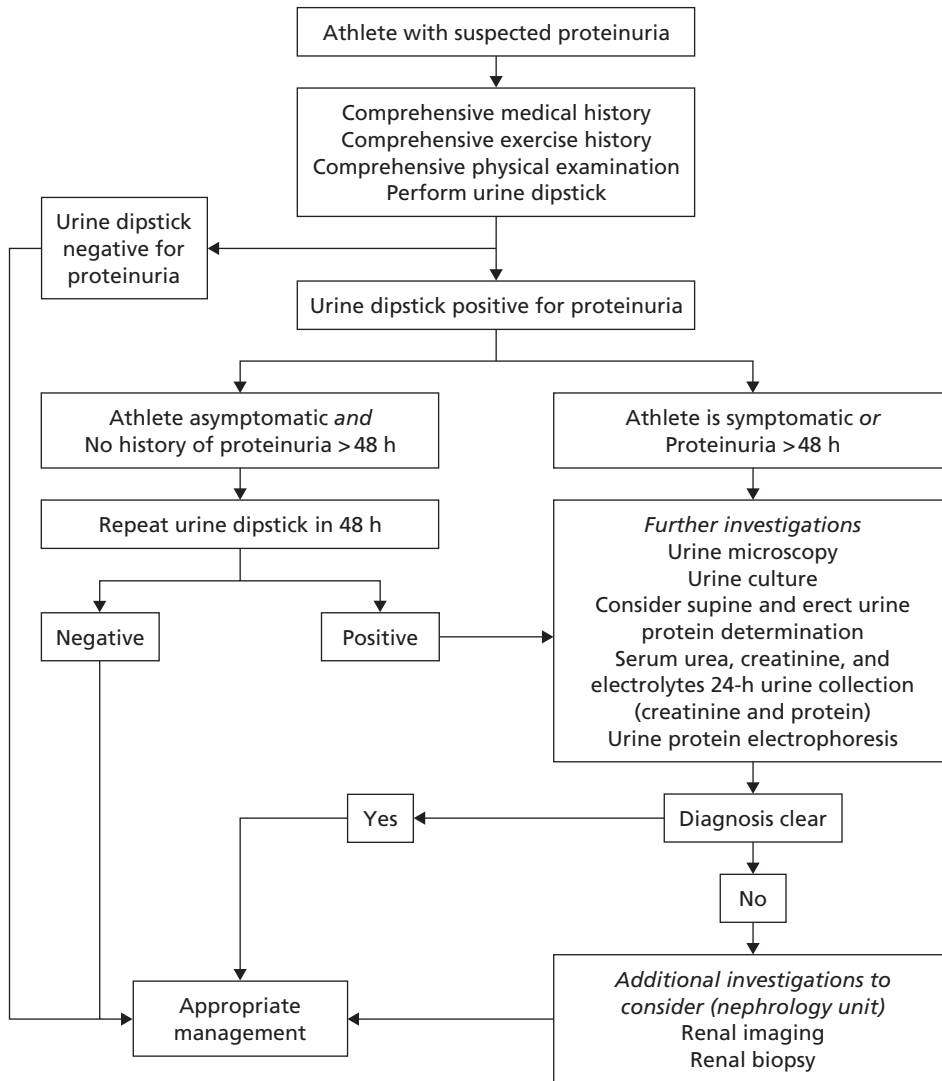 Athlete with suspected proteinuria
Comprehensive medical history
Comprehensive exercise history
Comprehensive physical examination
Perform urine dipstick
Urine dipstick
negative for
proteinuria
Urine dipstick positive for proteinuria
Athlete asymptomatic and
No history of proteinuria >48 h
Athlete is symptomatic or
Proteinuria >48 h
Repeat urine dipstick in 48 h
Negative
Positive
Further investigations
Urine microscopy
Urine culture
Consider supine and erect urine
protein determination
Serum urea, creatinine, and
electrolytes 24-h urine collection
(creatinine and protein)
Urine protein electrophoresis
Yes
Diagnosis clear
No
Appropriate
management
Additional investigations to
consider (nephrology unit)
Renal imaging
Renal biopsy